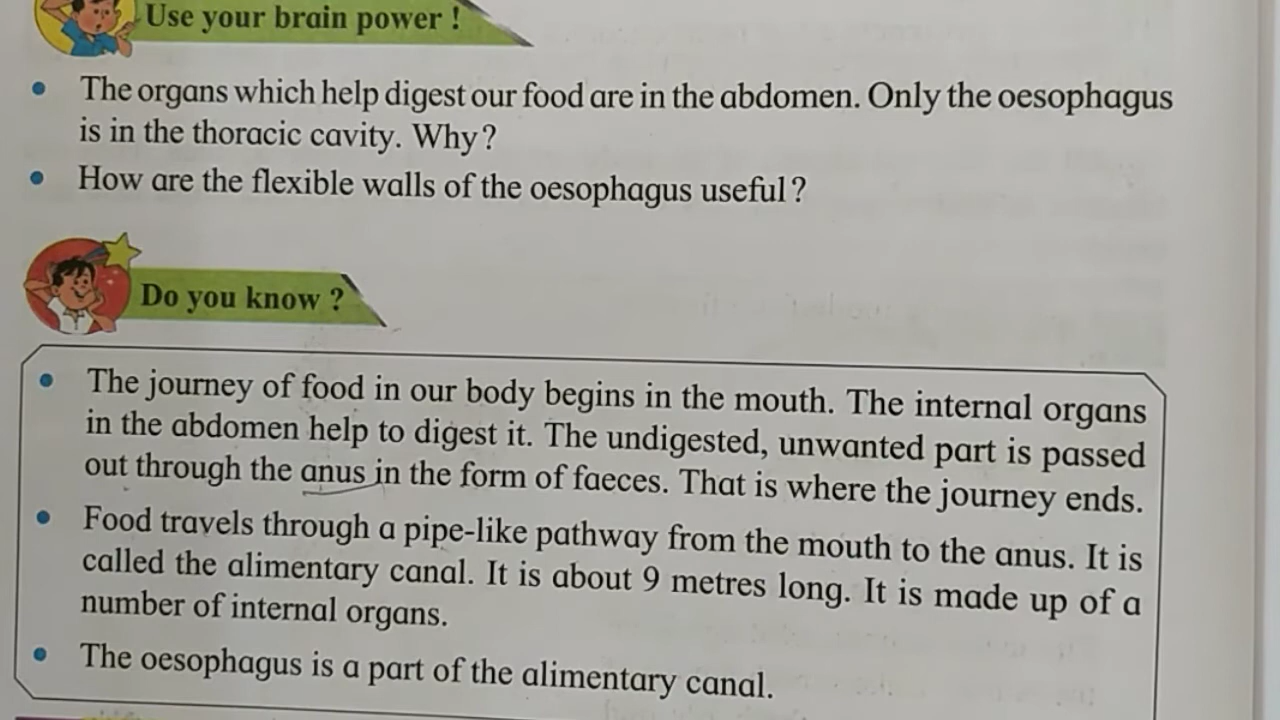 Use your brain power !
• The organs which help digest our food are in the abdomen. Only the oesophagus
is in the thoracic cavity. Why?
• How are the flexible walls of the oesophagus useful?
Do you know ?
• The journey of food in our body begins in the mouth. The internal organs
in the abdomen help to digest it. The undigested, unwanted part is passed
out through the anus in the form of faeces. That is where the journey ends.
• Food travels through a pipe-like pathway from the mouth to the anus. It is
called the alimentary canal. It is about 9 metres long. It is made up of a
number of internal organs.
• The oesophagus is a part of the alimentary canal.